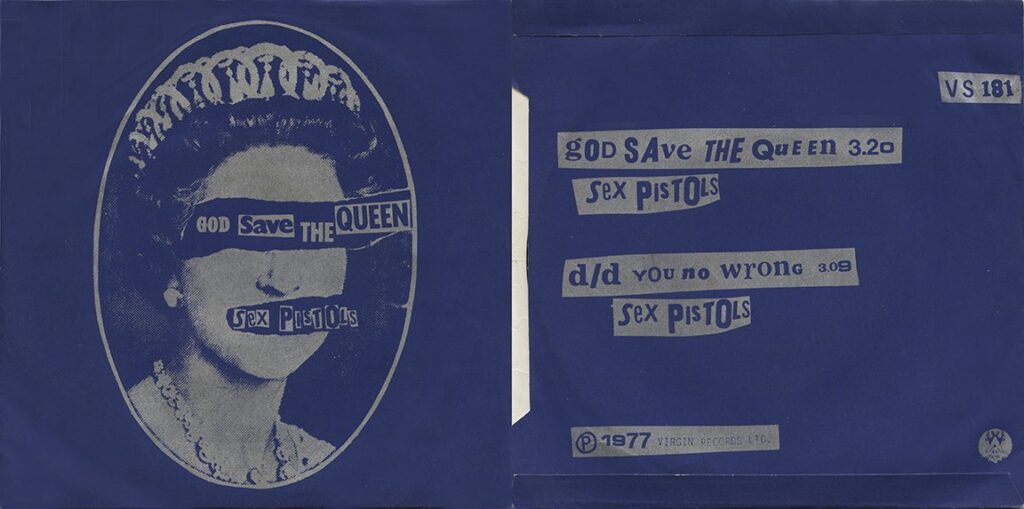 GOD Save THE QUEEN
SEX PISTOLS
VS 181
gOD SAve THE QuEEn 3.20
SEX PISTOLS
d/d YOU no wronG 3.09
SEX PISTOLS
Ⓟ 1977 VIRGIN RECORDS LTD.